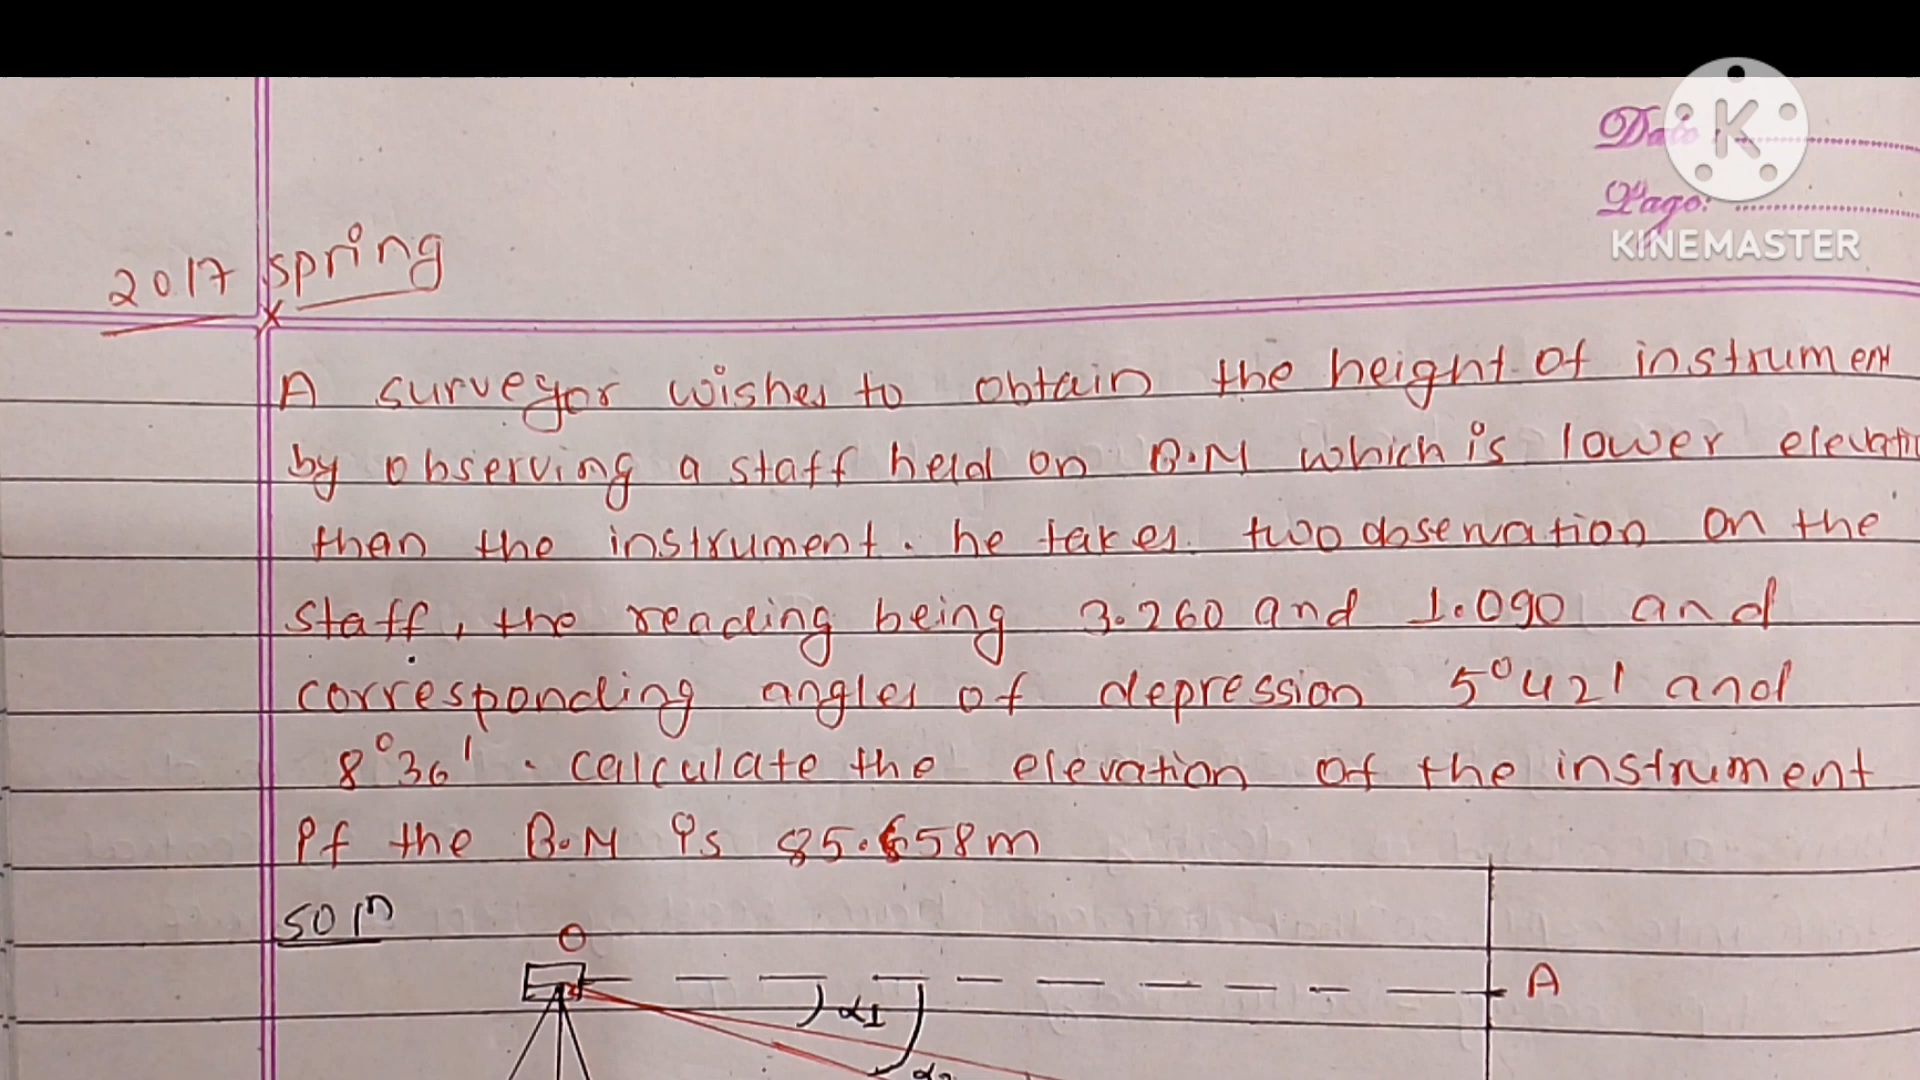 Date :
Page:
KINEMASTER
2017 spring
A surveyor wishes to obtain the height of instrument
by observing a staff held on B.M which is lower elevatio
than the instrument. he takes two observation on the
staff, the reading being 3.260 and 1.090 and
corresponding angles of depression 5°42' and
8°36'. calculate the elevation of the instrument
if the B.M is 85.658m
soln
O
A
α1
α2